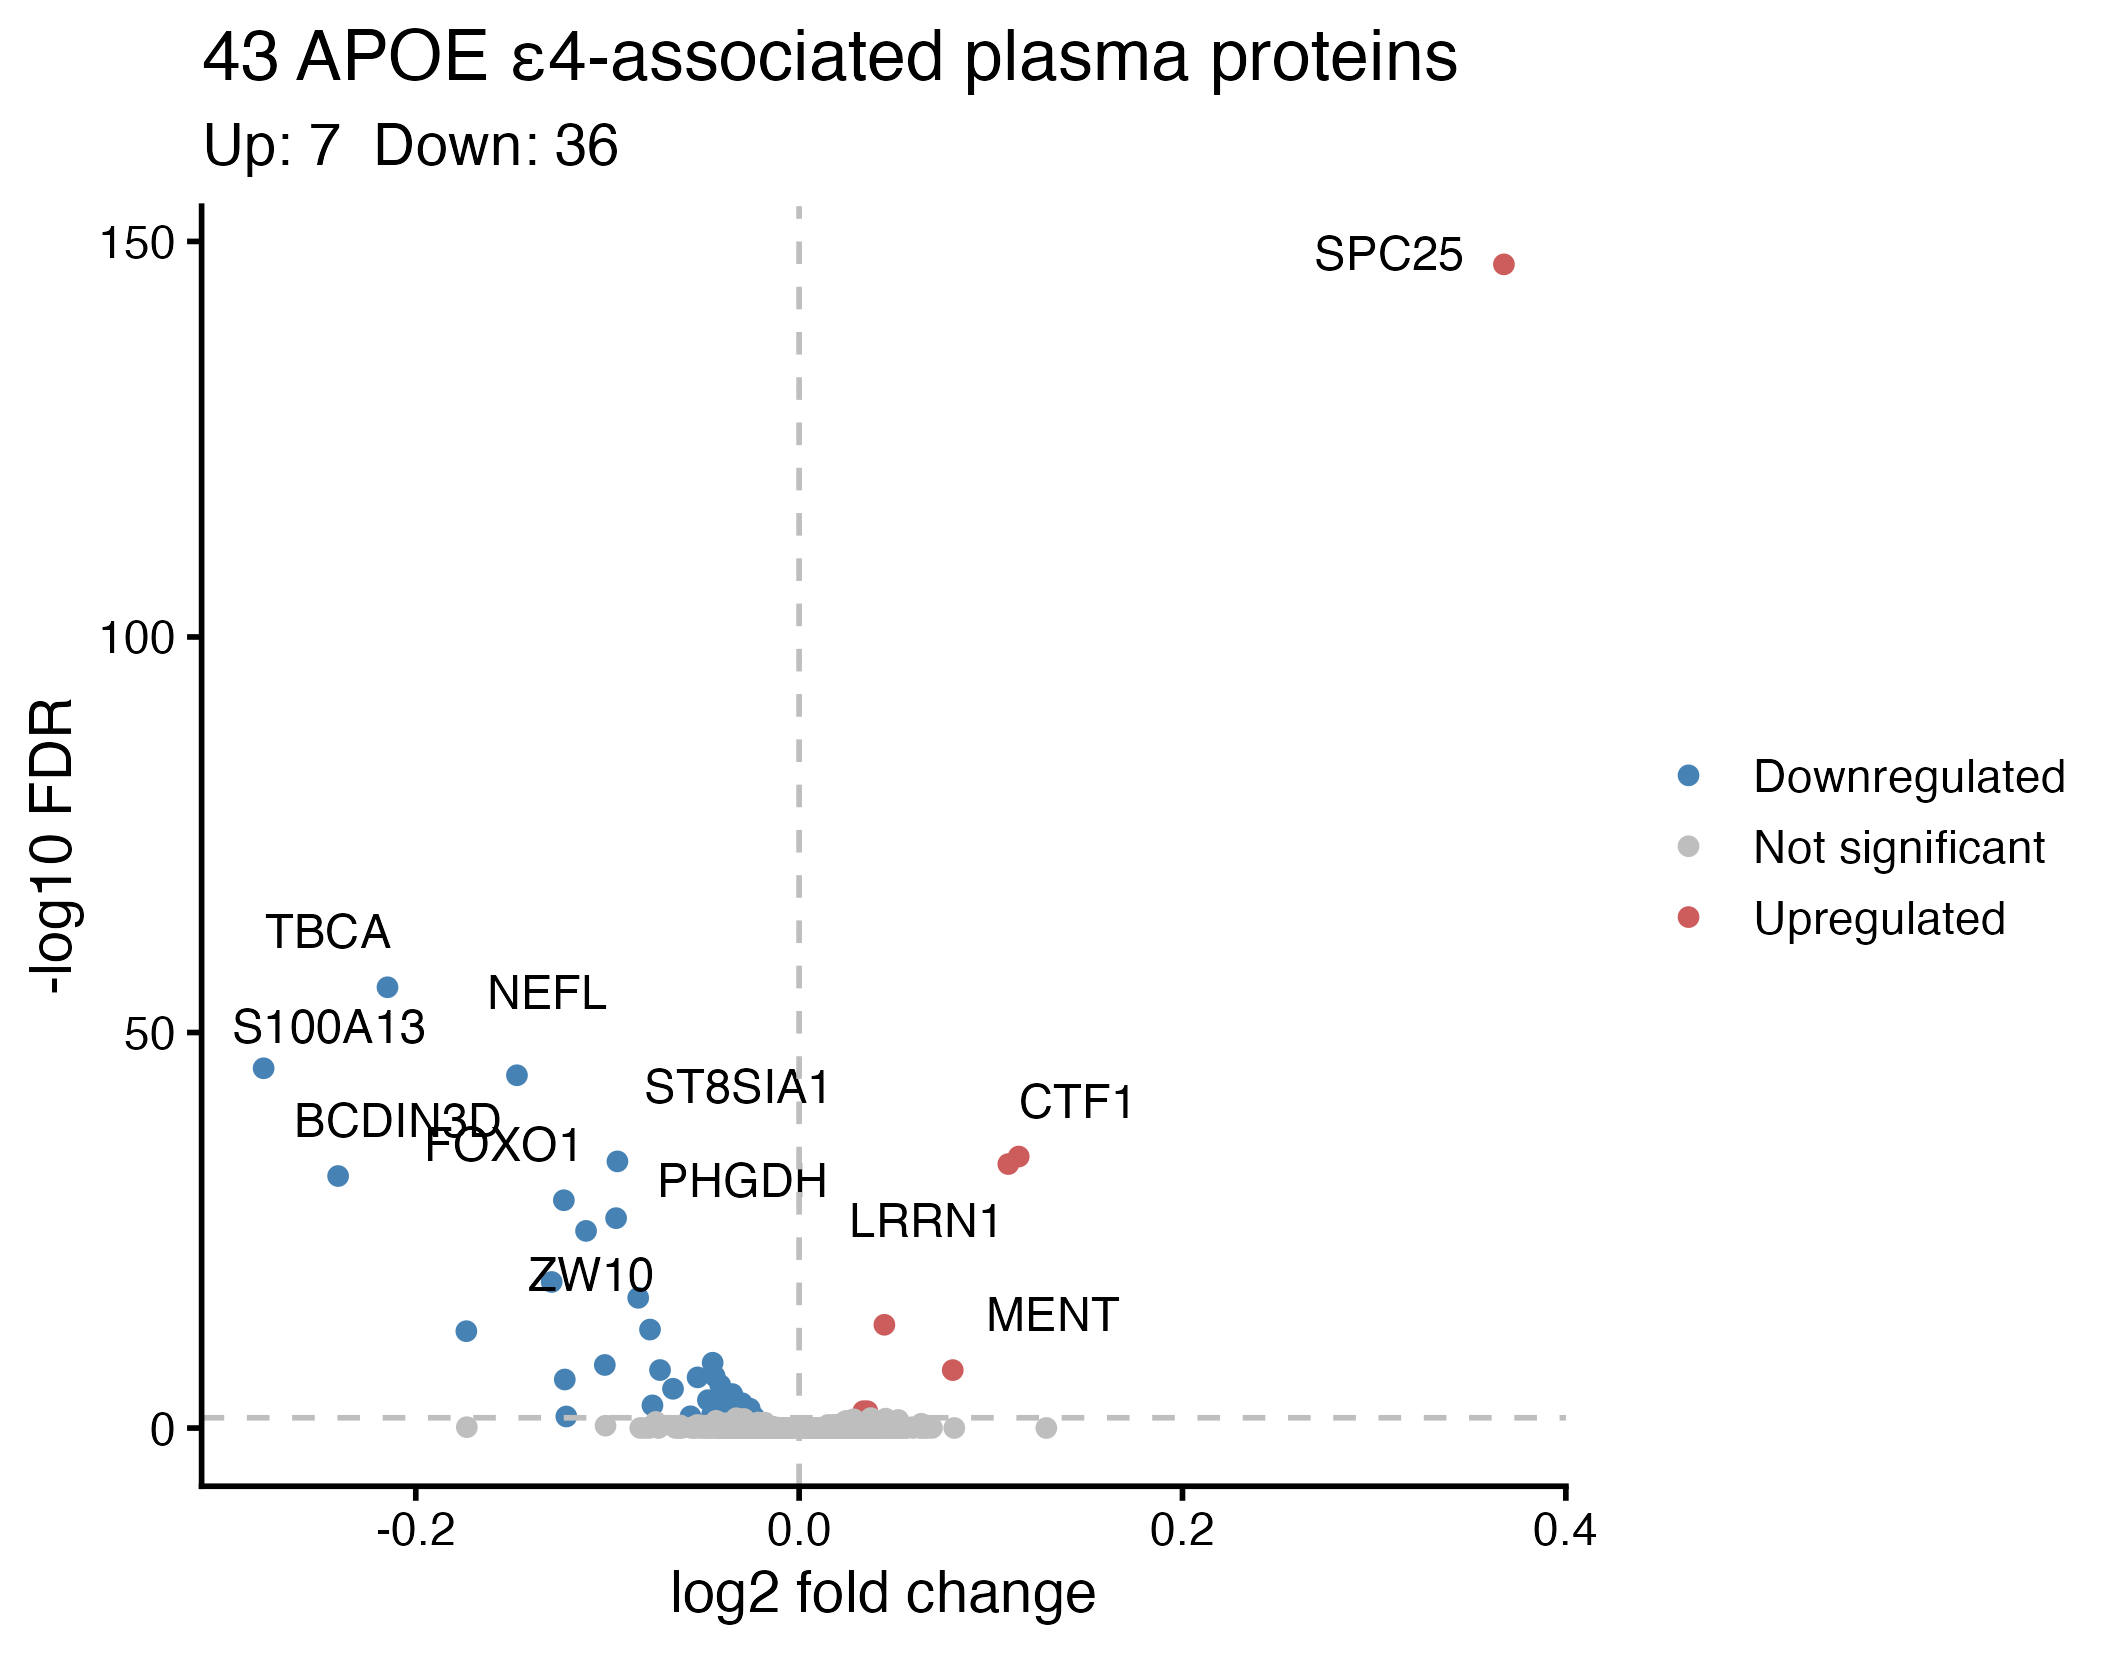 43 APOE ε4-associated plasma proteins
Up: 7  Down: 36
150
100
50
0
-log10 FDR
SPC25
TBCA
NEFL
S100A13
ST8SIA1
CTF1
BCDIN3D
FOXO1
PHGDH
LRRN1
ZW10
MENT
Downregulated
Not significant
Upregulated
-0.2
0.0
0.2
0.4
log2 fold change